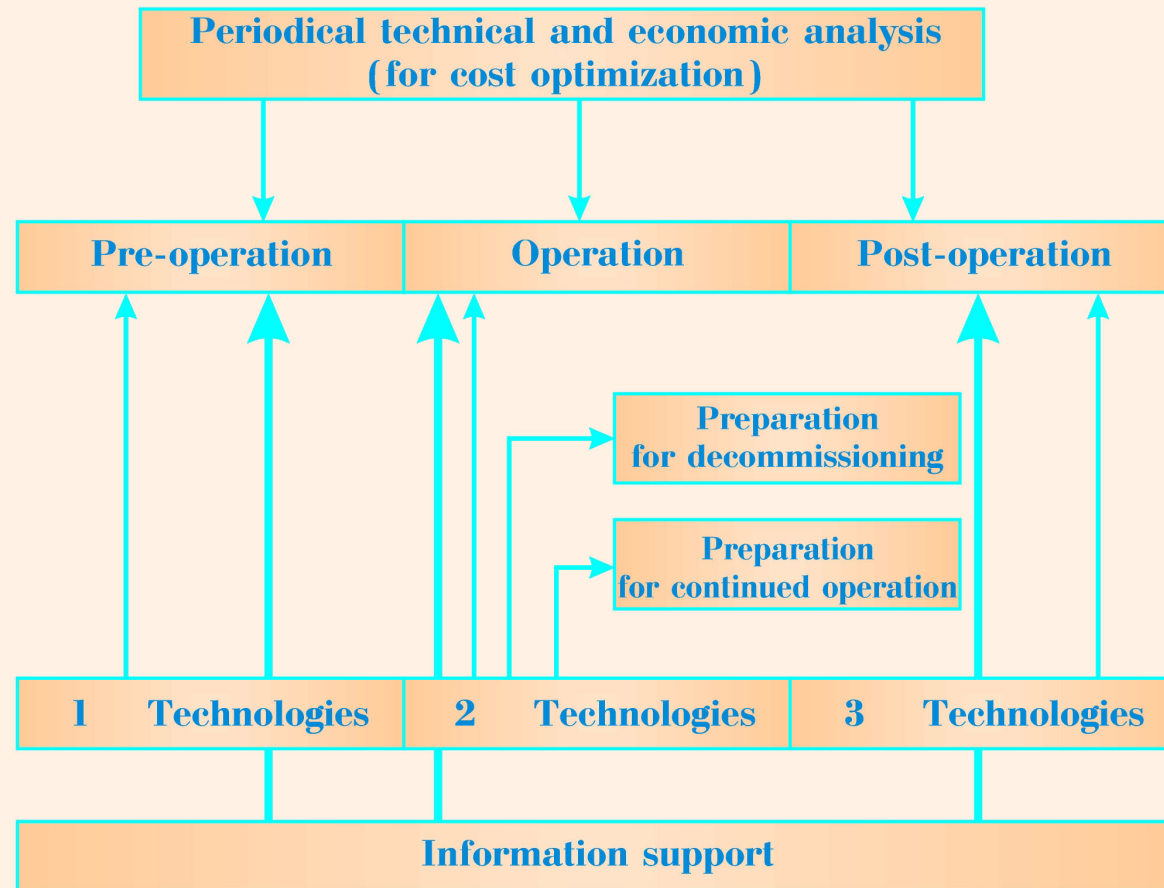 Periodical technical and economic analysis
(for cost optimization)
Pre-operation
Operation
Post-operation
Preparation
for decommissioning
Preparation
for continued operation
1 Technologies
2 Technologies
3 Technologies
Information support